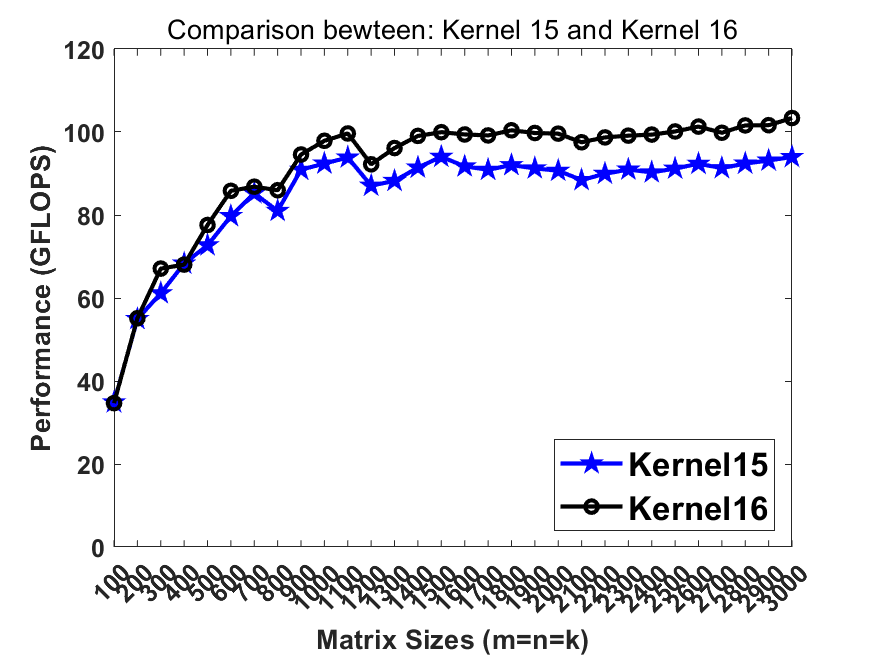 Comparison bewteen: Kernel 15 and Kernel 16
120
100
80
60
40
20
0
Performance (GFLOPS)
Kernel15
Kernel16
100 200 300 400 500 600 700 800 900 1000 1100 1200 1300 1400 1500 1600 1700 1800 1900 2000 2100 2200 2300 2400 2500 2600 2700 2800 2900 3000
Matrix Sizes (m=n=k)